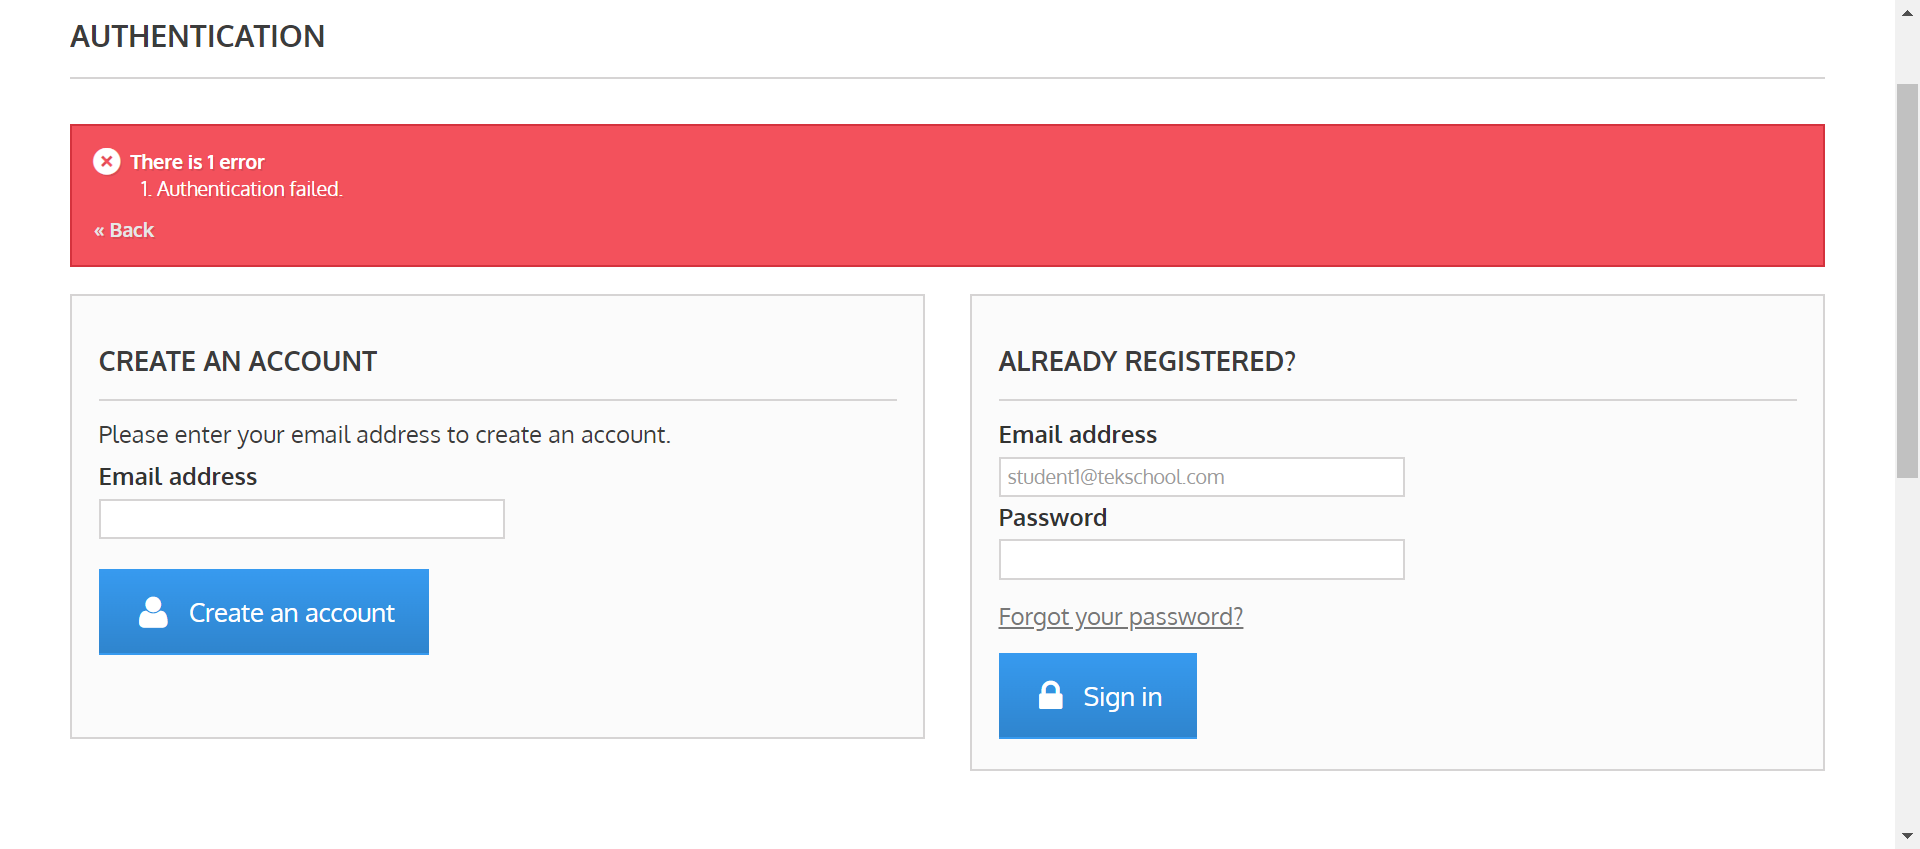 AUTHENTICATION
There is 1 error
1. Authentication failed.
« Back
CREATE AN ACCOUNT
Please enter your email address to create an account.
Email address
Create an account
ALREADY REGISTERED?
Email address
student1@tekschool.com
Password
Forgot your password?
Sign in